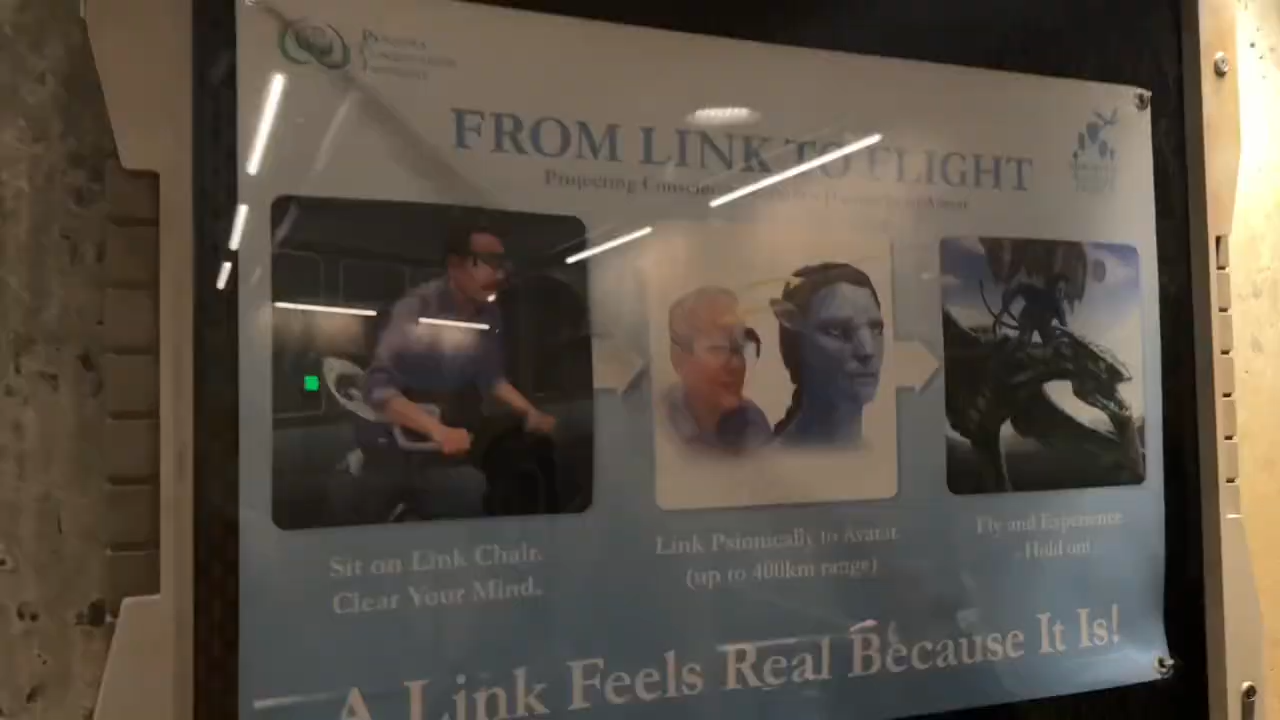 FROM LINK TO FLIGHT
Projecting
Sit on Link Chair.
Clear Your Mind.
Link Psionically to Avatar
(up to 400km range)
Fly and Experience
Hold on!
A Link Feels Real Because It Is!